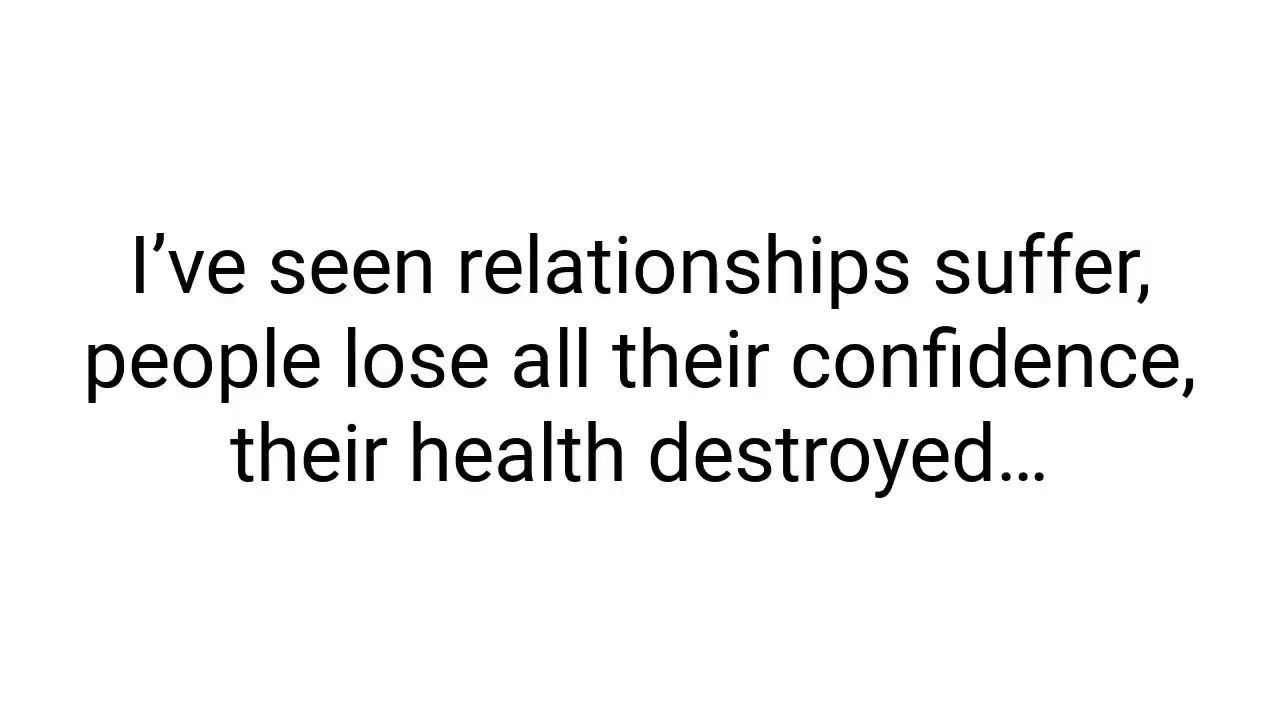 I’ve seen relationships suffer,
people lose all their confidence,
their health destroyed…